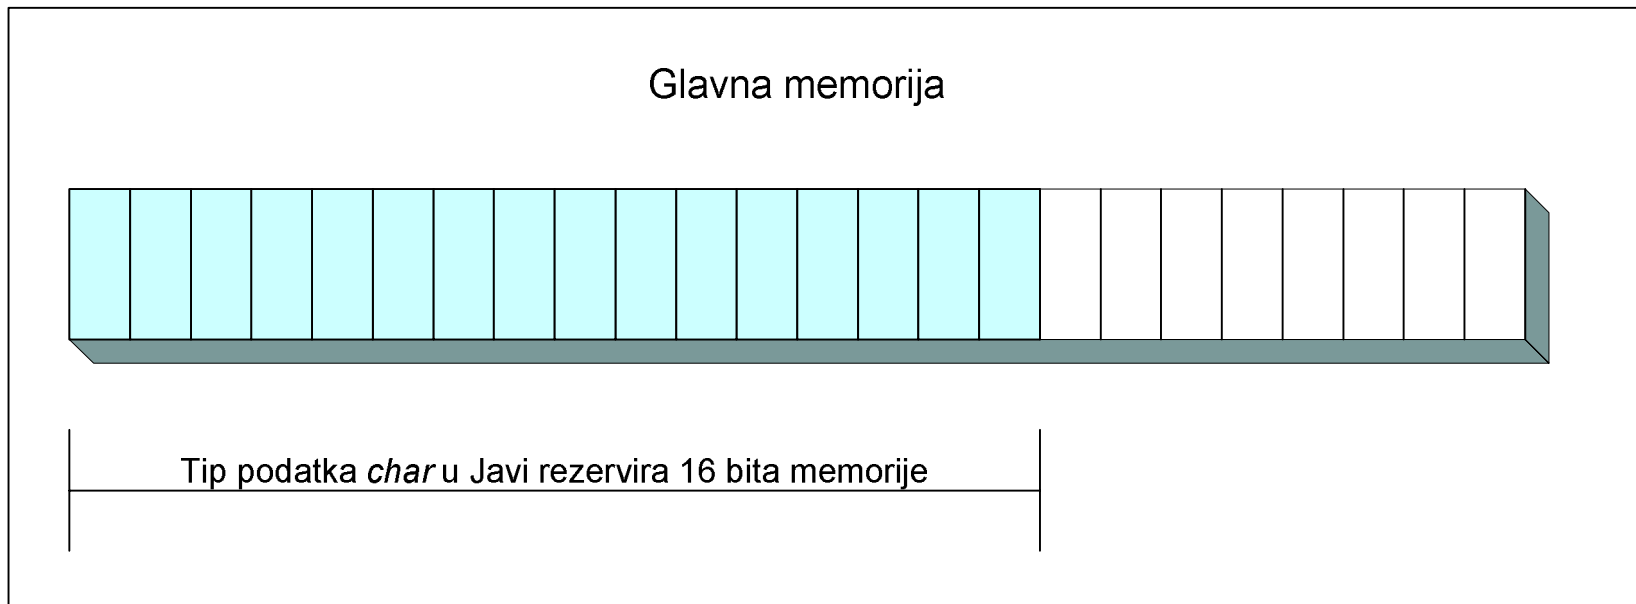 Glavna memorija
Tip podatka char u Javi rezervira 16 bita memorije